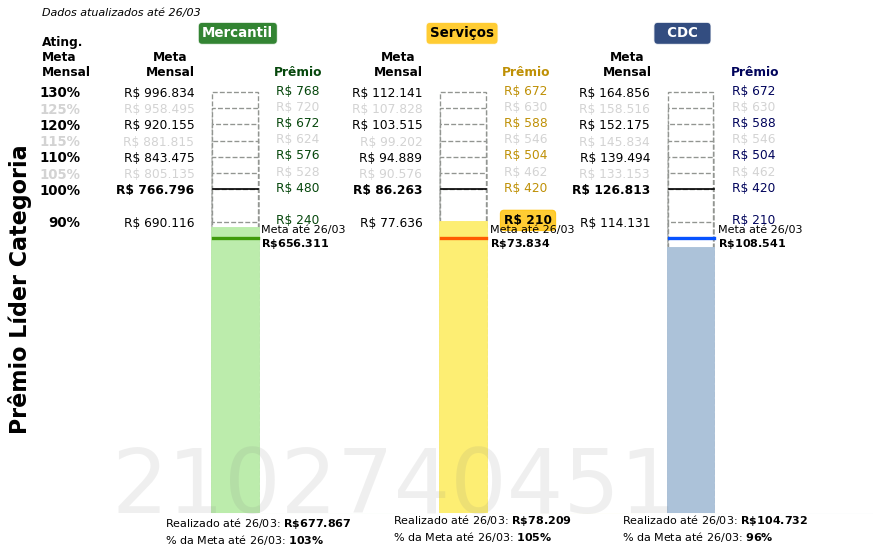 Dados atualizados até 26/03
Mercantil Serviços CDC
Ating.
Meta
Mensal
Meta
Mensal
Prêmio
Meta
Mensal
Prêmio
Meta
Mensal
Prêmio
130% R$ 996.834 R$ 768 R$ 112.141 R$ 672 R$ 164.856 R$ 672
125% R$ 958.495 R$ 720 R$ 107.828 R$ 630 R$ 158.516 R$ 630
120% R$ 920.155 R$ 672 R$ 103.515 R$ 588 R$ 152.175 R$ 588
115% R$ 881.815 R$ 624 R$ 99.202 R$ 546 R$ 145.834 R$ 546
110% R$ 843.475 R$ 576 R$ 94.889 R$ 504 R$ 139.494 R$ 504
105% R$ 805.135 R$ 528 R$ 90.576 R$ 462 R$ 133.153 R$ 462
100% R$ 766.796 R$ 480 R$ 86.263 R$ 420 R$ 126.813 R$ 420
90% R$ 690.116 R$ 240 R$ 77.636 R$ 210 R$ 114.131 R$ 210
Meta até 26/03
R$656.311
Meta até 26/03
R$73.834
Meta até 26/03
R$108.541
Prêmio Líder Categoria
2102740451
Realizado até 26/03: R$677.867
% da Meta até 26/03: 103%
Realizado até 26/03: R$78.209
% da Meta até 26/03: 105%
Realizado até 26/03: R$104.732
% da Meta até 26/03: 96%